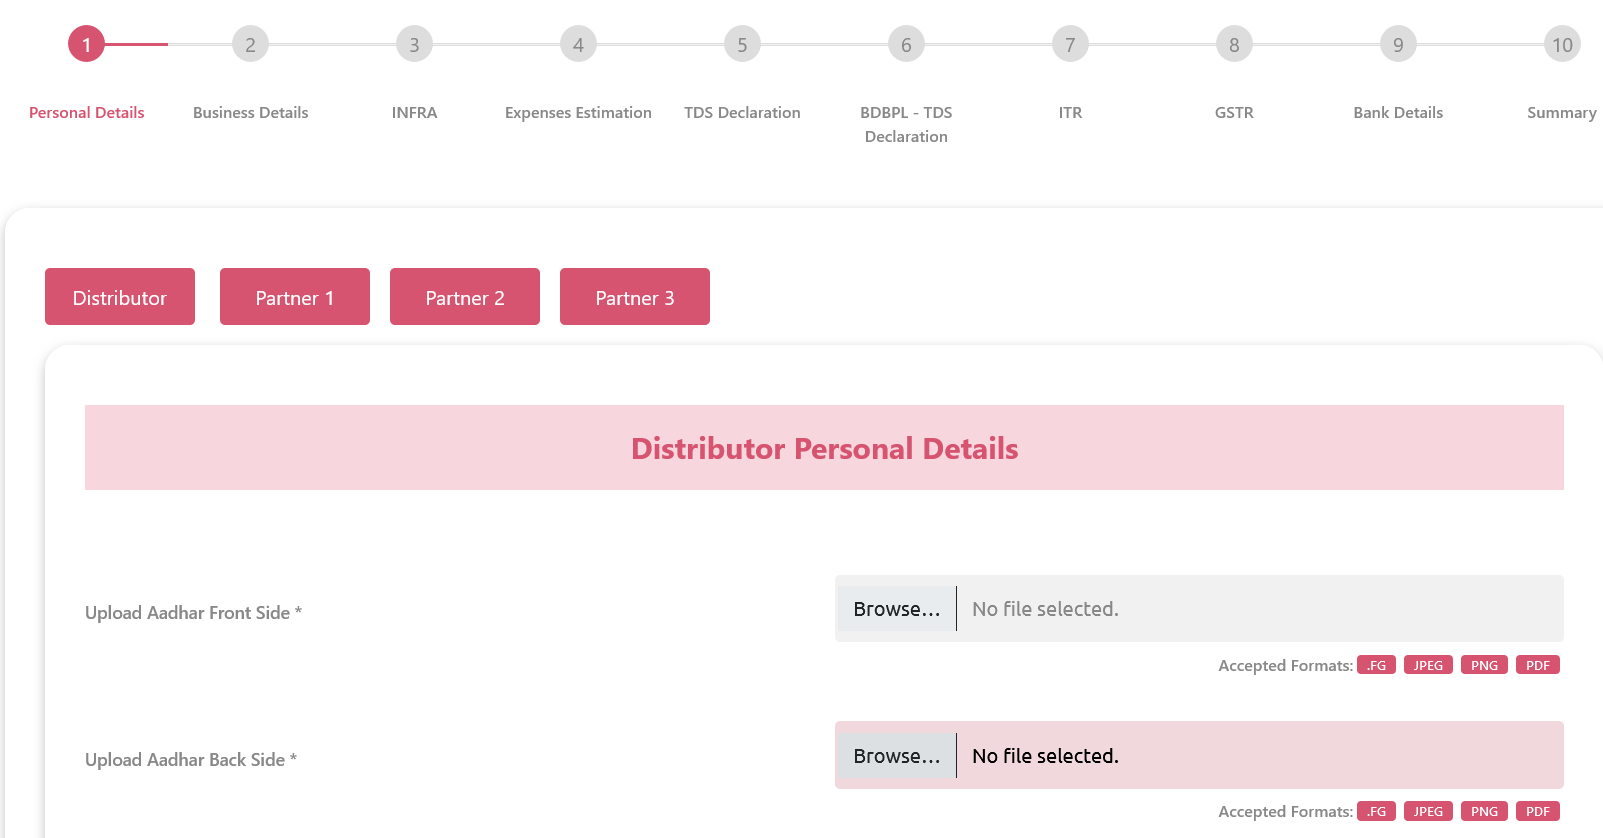 1 2 3 4 5 6 7 8 9 10
Personal Details Business Details INFRA Expenses Estimation TDS Declaration BDBPL - TDS ITR GSTR Bank Details Summary
Declaration
Distributor Partner 1 Partner 2 Partner 3
Distributor Personal Details
Upload Aadhar Front Side * Browse... No file selected.
Accepted Formats: .FG JPEG PNG PDF
Upload Aadhar Back Side * Browse... No file selected.
Accepted Formats: .FG JPEG PNG PDF